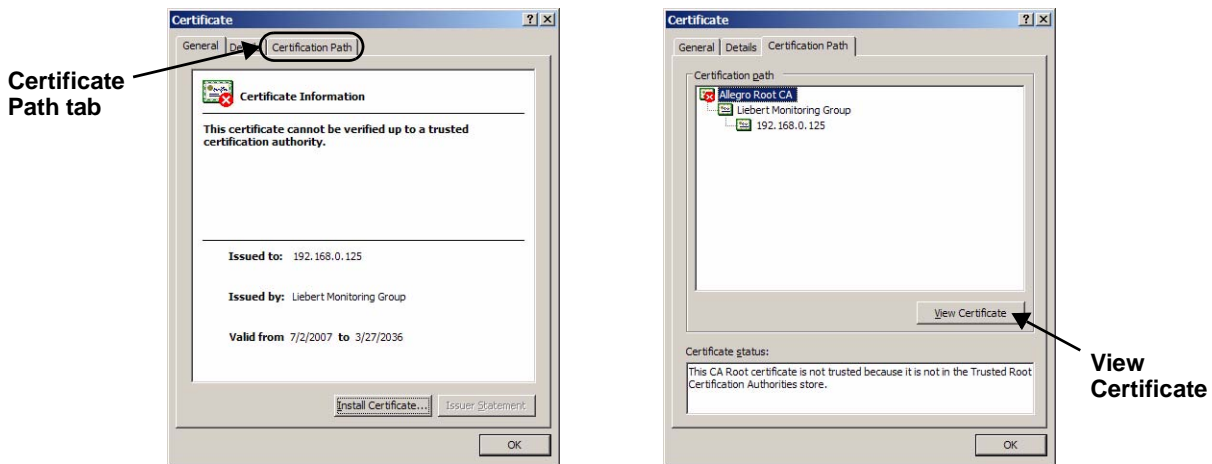 Certificate
Path tab
Certificate
General
Certification Path
Certificate Information
This certificate cannot be verified up to a trusted
certification authority.
Issued to: 192.168.0.125
Issued by: Liebert Monitoring Group
Valid from 7/2/2007 to 3/27/2036
Install Certificate...
Issuer Statement
OK
Certificate
General
Details
Certification Path
Certification path
Allegro Root CA
Liebert Monitoring Group
192.168.0.125
View Certificate
Certificate status:
This CA Root certificate is not trusted because it is not in the Trusted Root
Certification Authorities store.
OK
View
Certificate